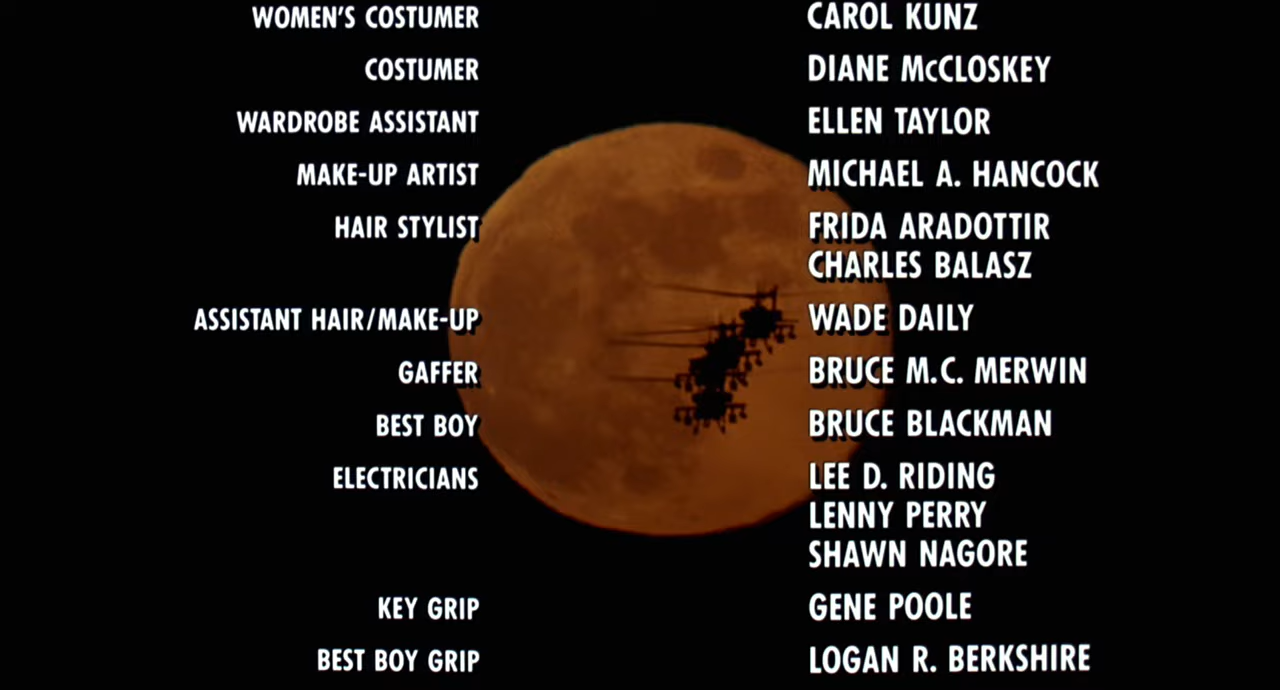 WOMEN'S COSTUMER CAROL KUNZ
COSTUMER DIANE McCLOSKEY
WARDROBE ASSISTANT ELLEN TAYLOR
MAKE-UP ARTIST MICHAEL A. HANCOCK
HAIR STYLIST FRIDA ARADOTTIR
CHARLES BALASZ
ASSISTANT HAIR/MAKE-UP WADE DAILY
GAFFER BRUCE M.C. MERWIN
BEST BOY BRUCE BLACKMAN
ELECTRICIANS LEE D. RIDING
LENNY PERRY
SHAWN NAGORE
KEY GRIP GENE POOLE
BEST BOY GRIP LOGAN R. BERKSHIRE